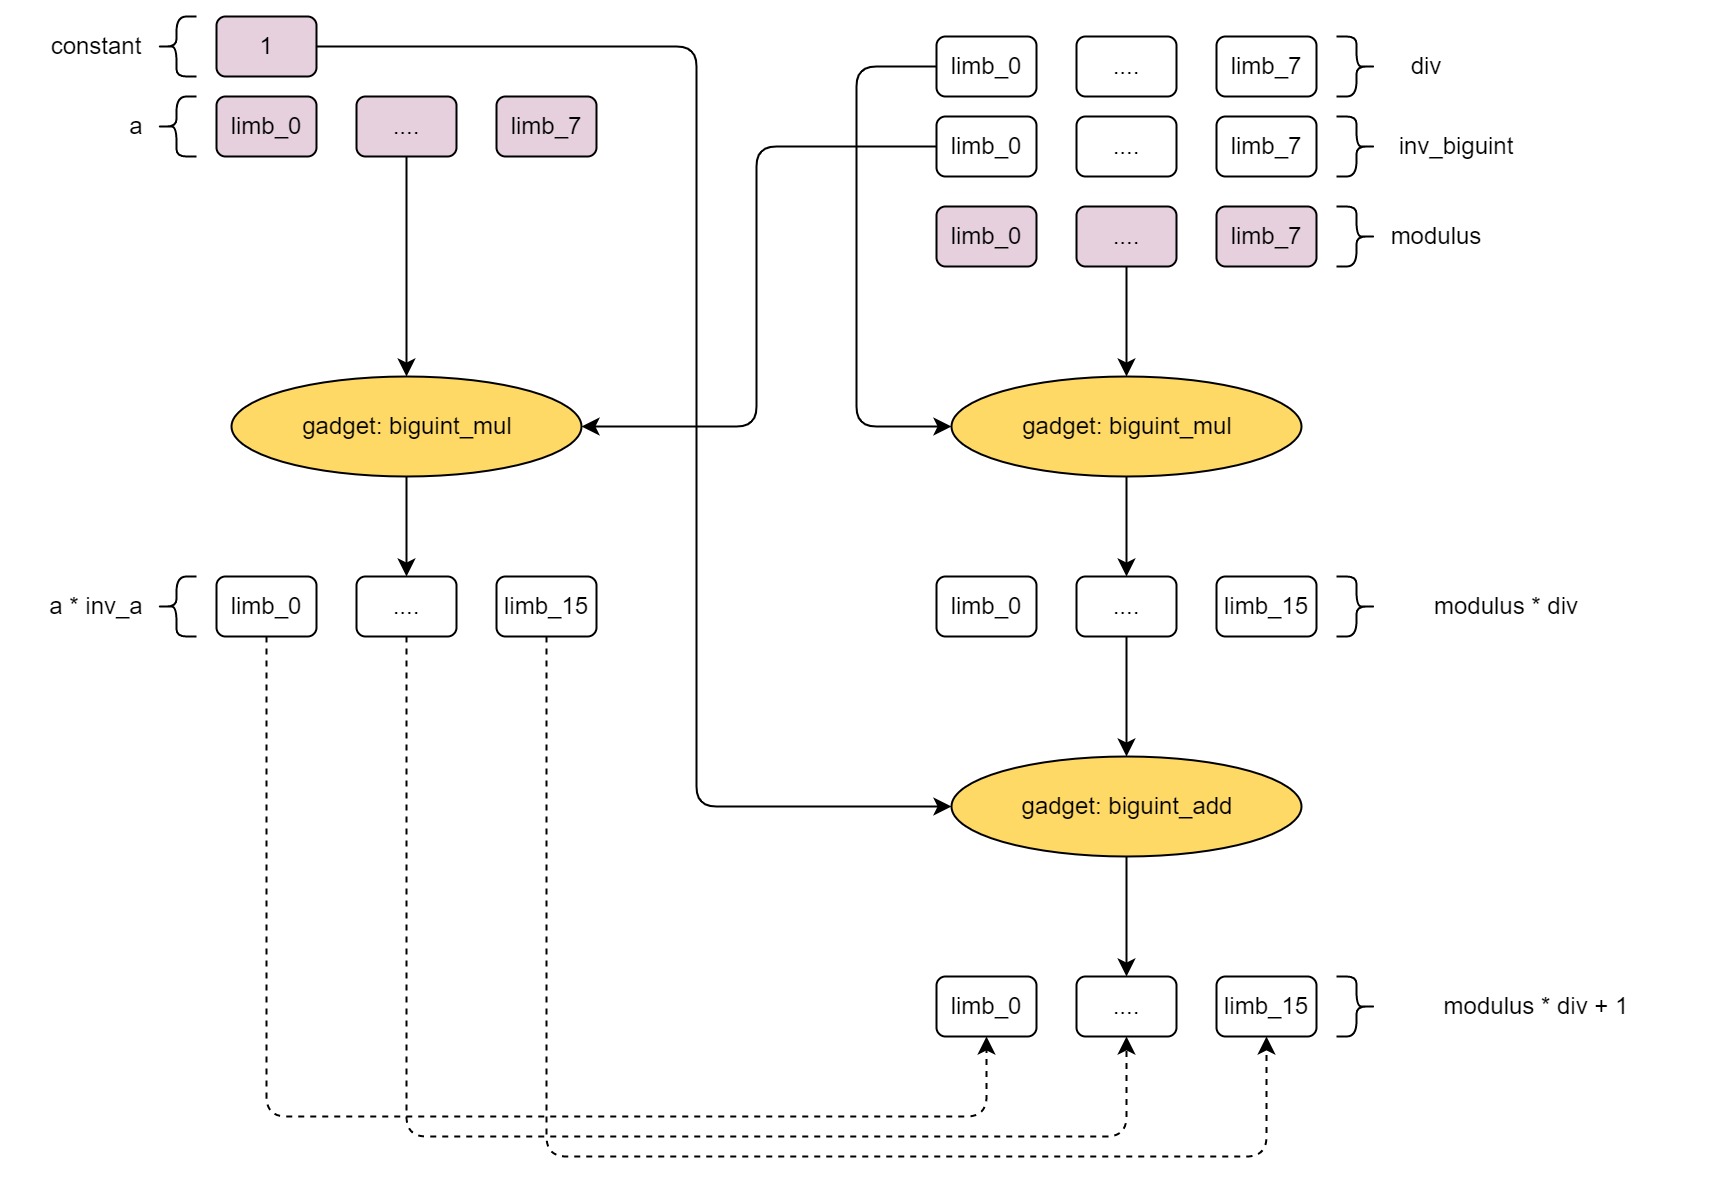 constant 1
limb_0 .... limb_7 div
a limb_0 .... limb_7
limb_0 .... limb_7 inv_biguint
limb_0 .... limb_7 modulus
gadget: biguint_mul
gadget: biguint_mul
a * inv_a limb_0 .... limb_15
limb_0 .... limb_15 modulus * div
gadget: biguint_add
limb_0 .... limb_15 modulus * div + 1